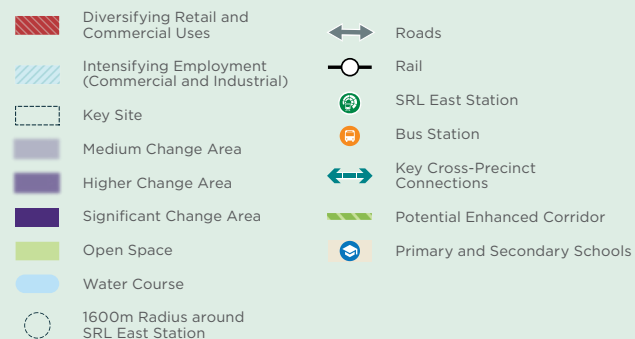 Diversifying Retail and
Commercial Uses
Intensifying Employment
(Commercial and Industrial)
Key Site
Medium Change Area
Higher Change Area
Significant Change Area
Open Space
Water Course
1600m Radius around
SRL East Station
Roads
Rail
SRL East Station
Bus Station
Key Cross-Precinct
Connections
Potential Enhanced Corridor
Primary and Secondary Schools